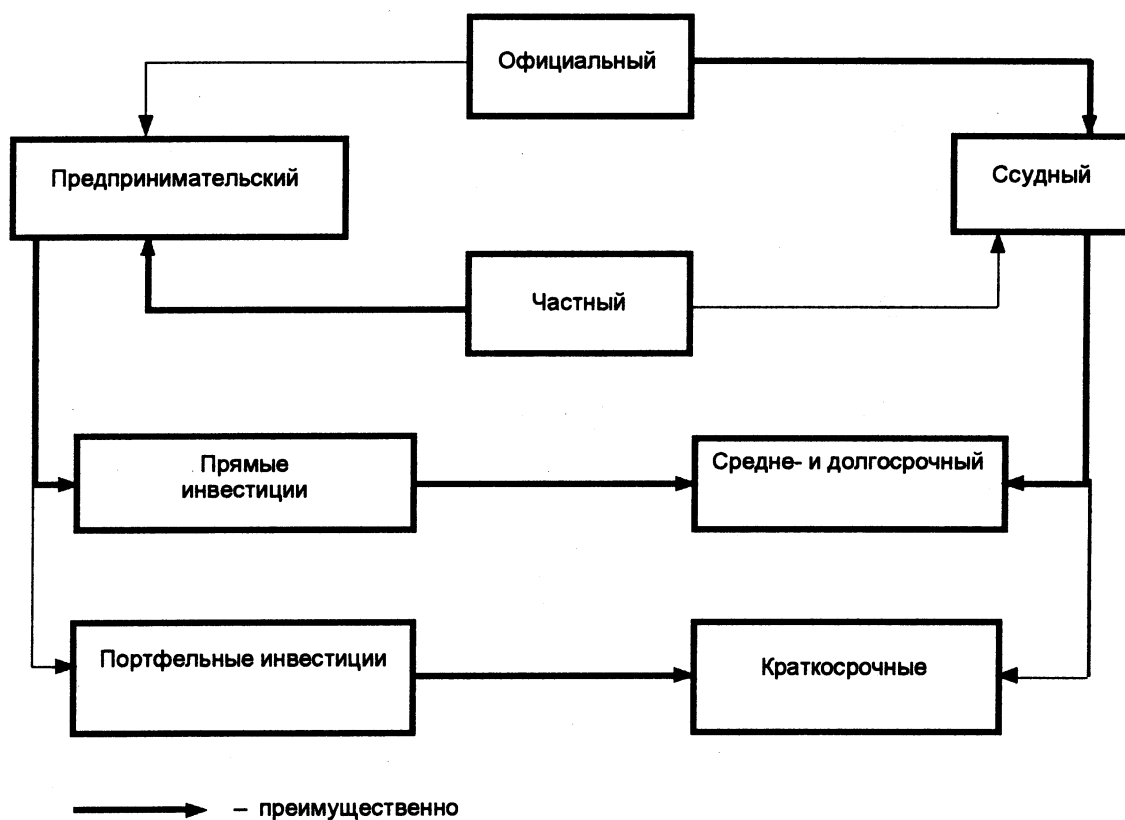 Официальный
Предпринимательский
Ссудный
Частный
Прямые
инвестиции
Средне- и долгосрочный
Портфельные инвестиции
Краткосрочные
– преимущественно